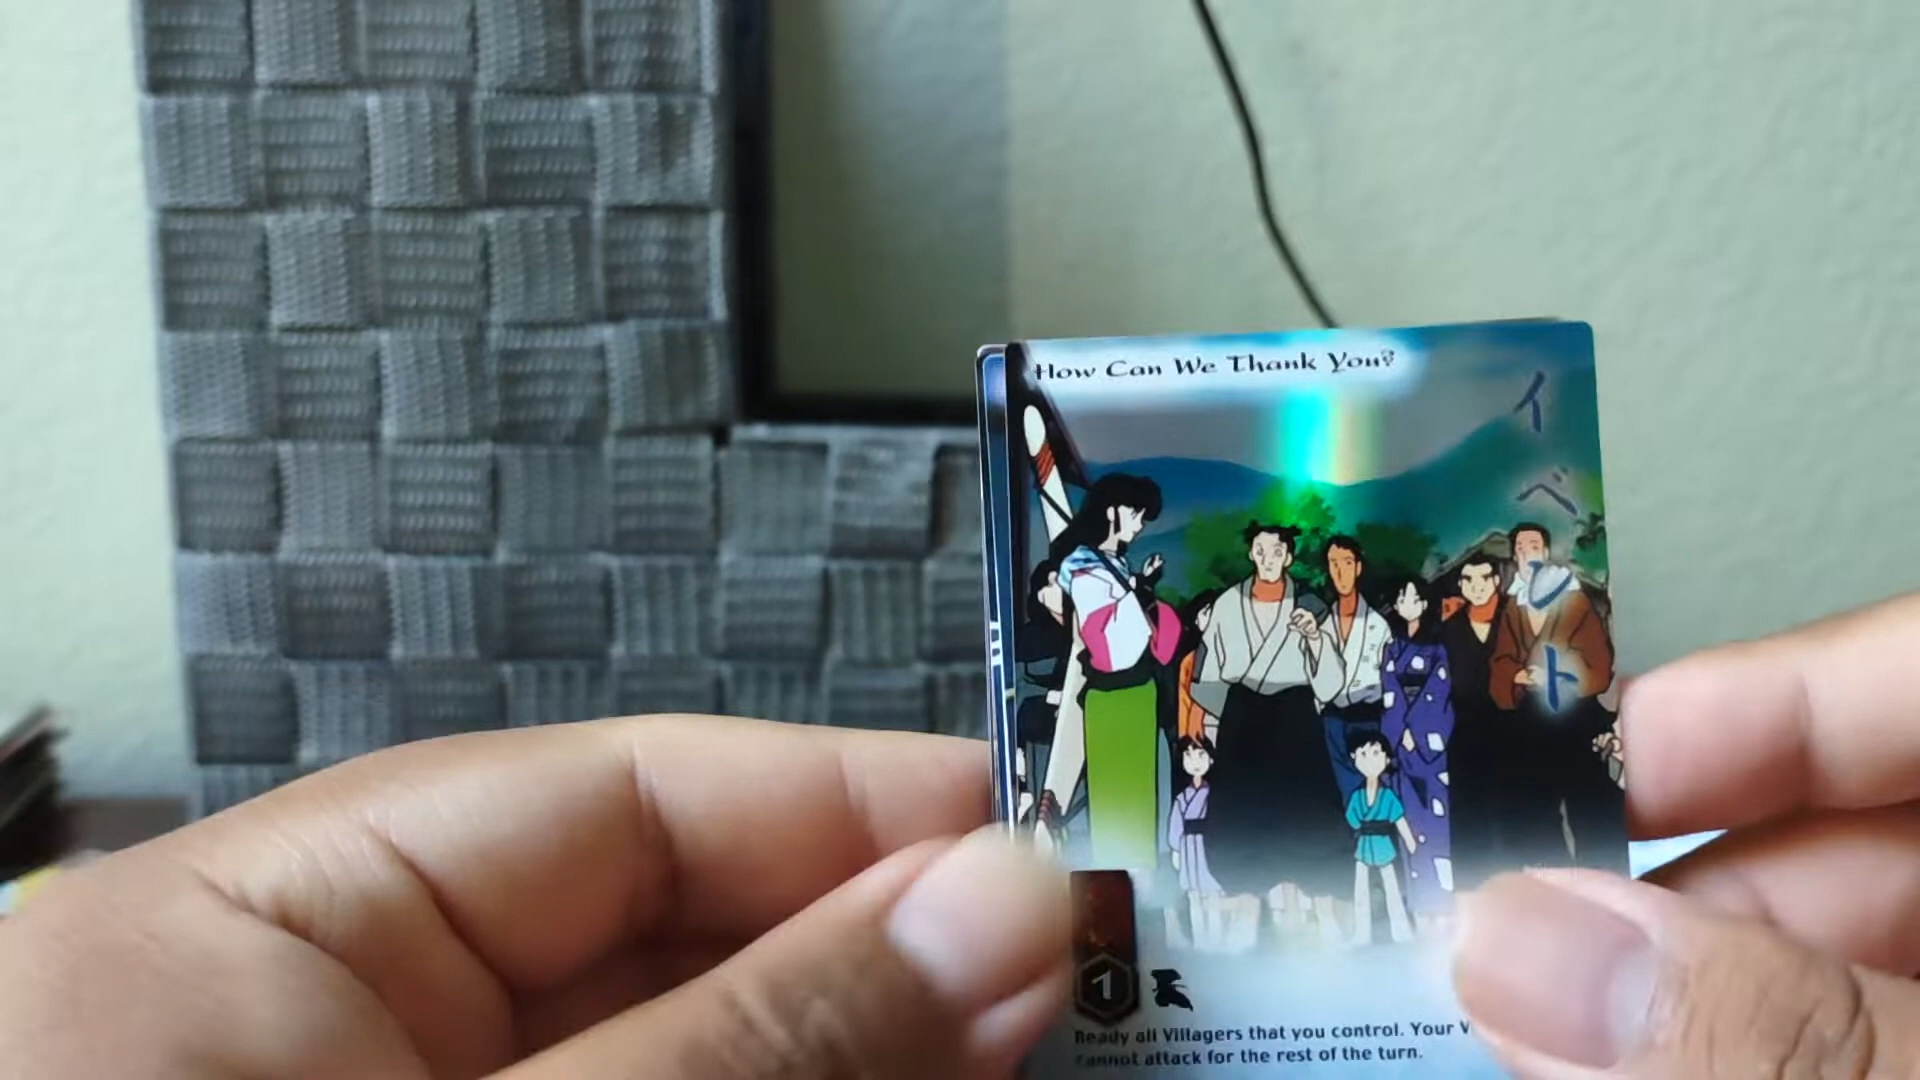 How Can We Thank You?
イベント
1
Ready all Villagers that you control. Your
cannot attack for the rest of the turn.